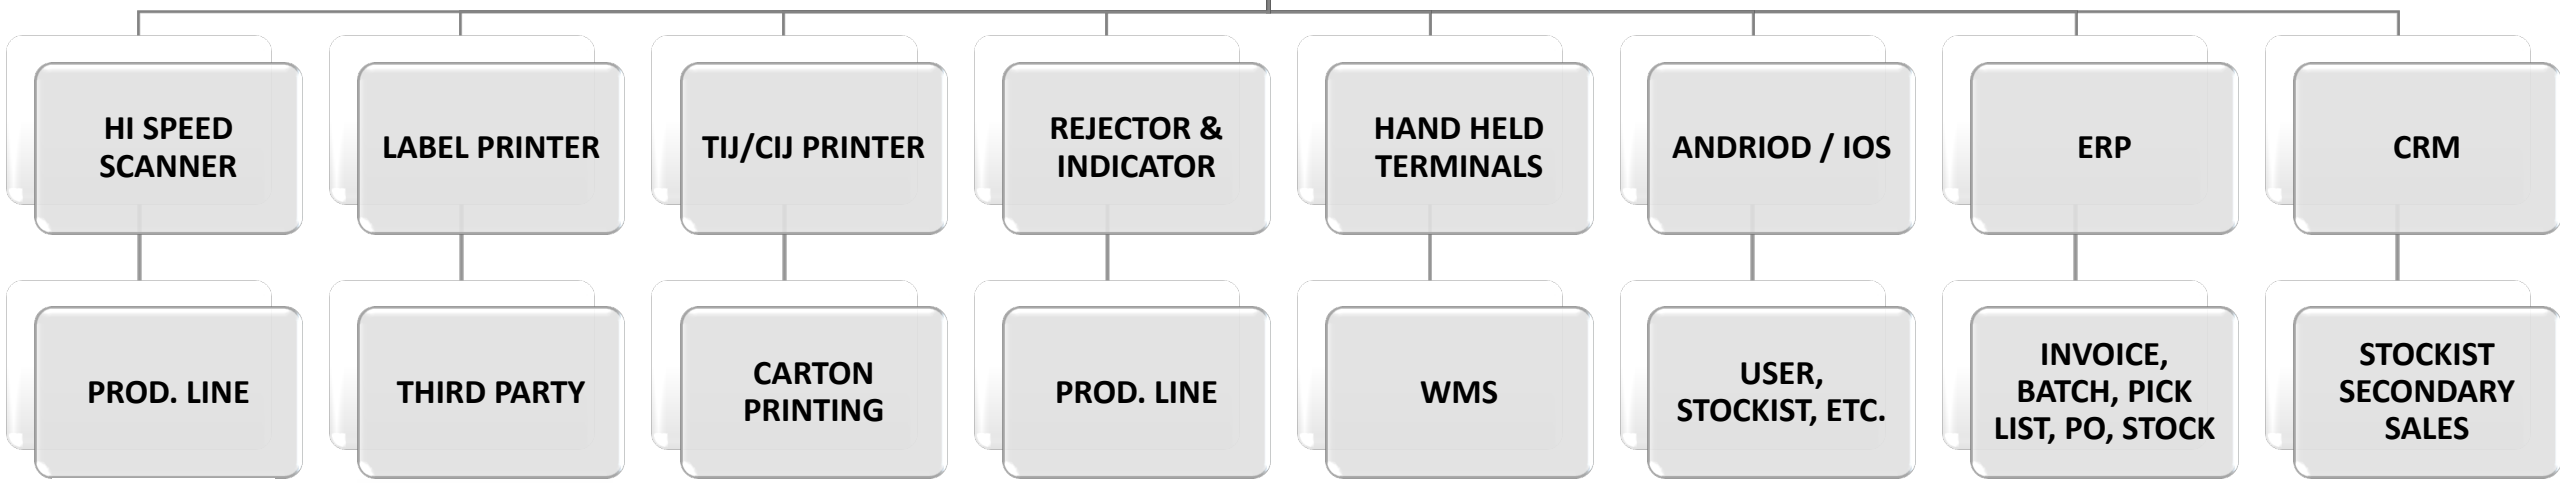 HI SPEED
SCANNER
LABEL PRINTER
TIJ/CIJ PRINTER
REJECTOR &
INDICATOR
HAND HELD
TERMINALS
ANDRIOD / IOS
ERP
CRM
PROD. LINE
THIRD PARTY
CARTON
PRINTING
PROD. LINE
WMS
USER,
STOCKIST, ETC.
INVOICE,
BATCH, PICK
LIST, PO, STOCK
STOCKIST
SECONDARY
SALES